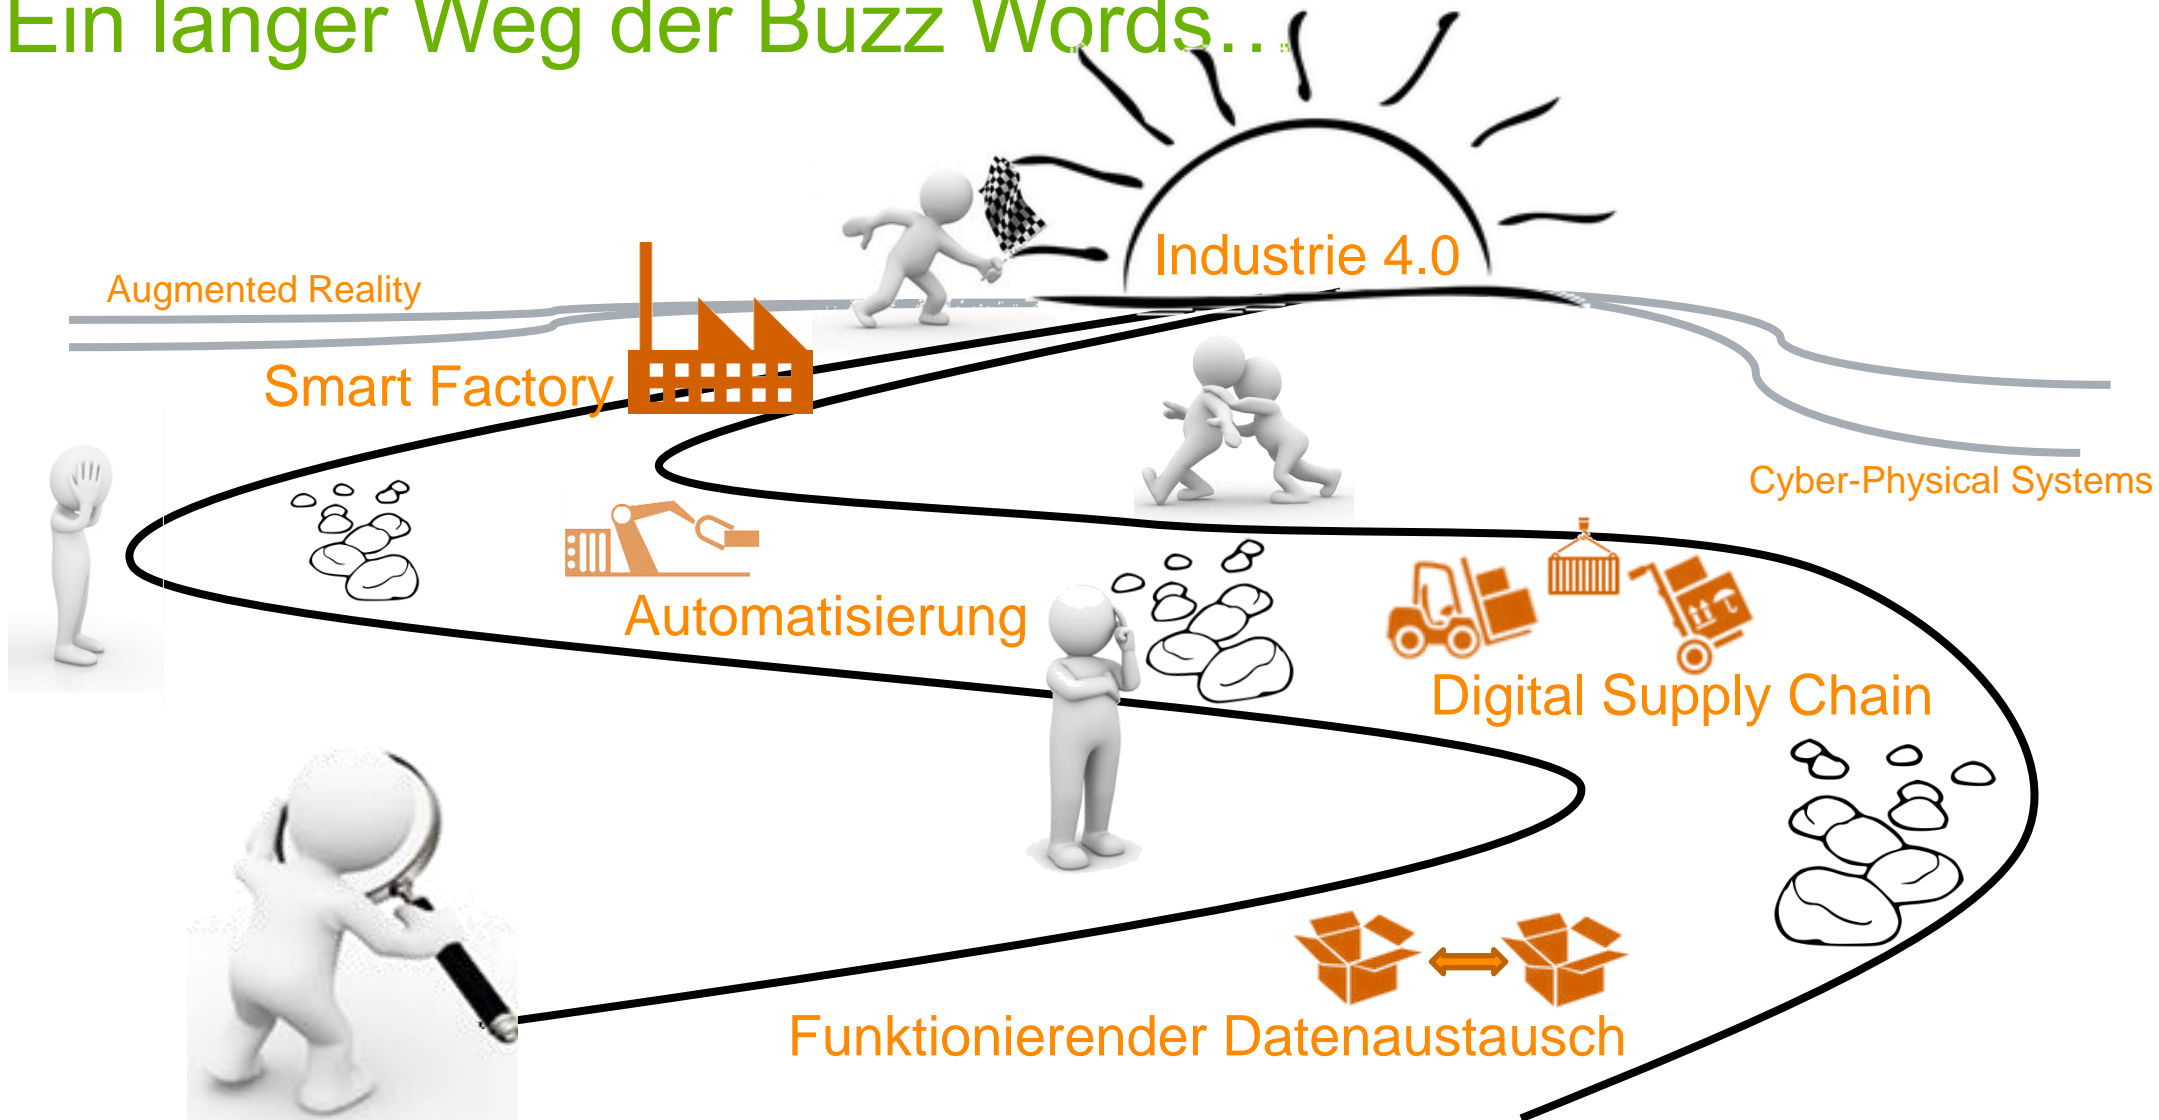 Ein langer Weg der Buzz Words…
Industrie 4.0
Augmented Reality
Smart Factory
Cyber-Physical Systems
Automatisierung
Digital Supply Chain
Funktionierender Datenaustausch